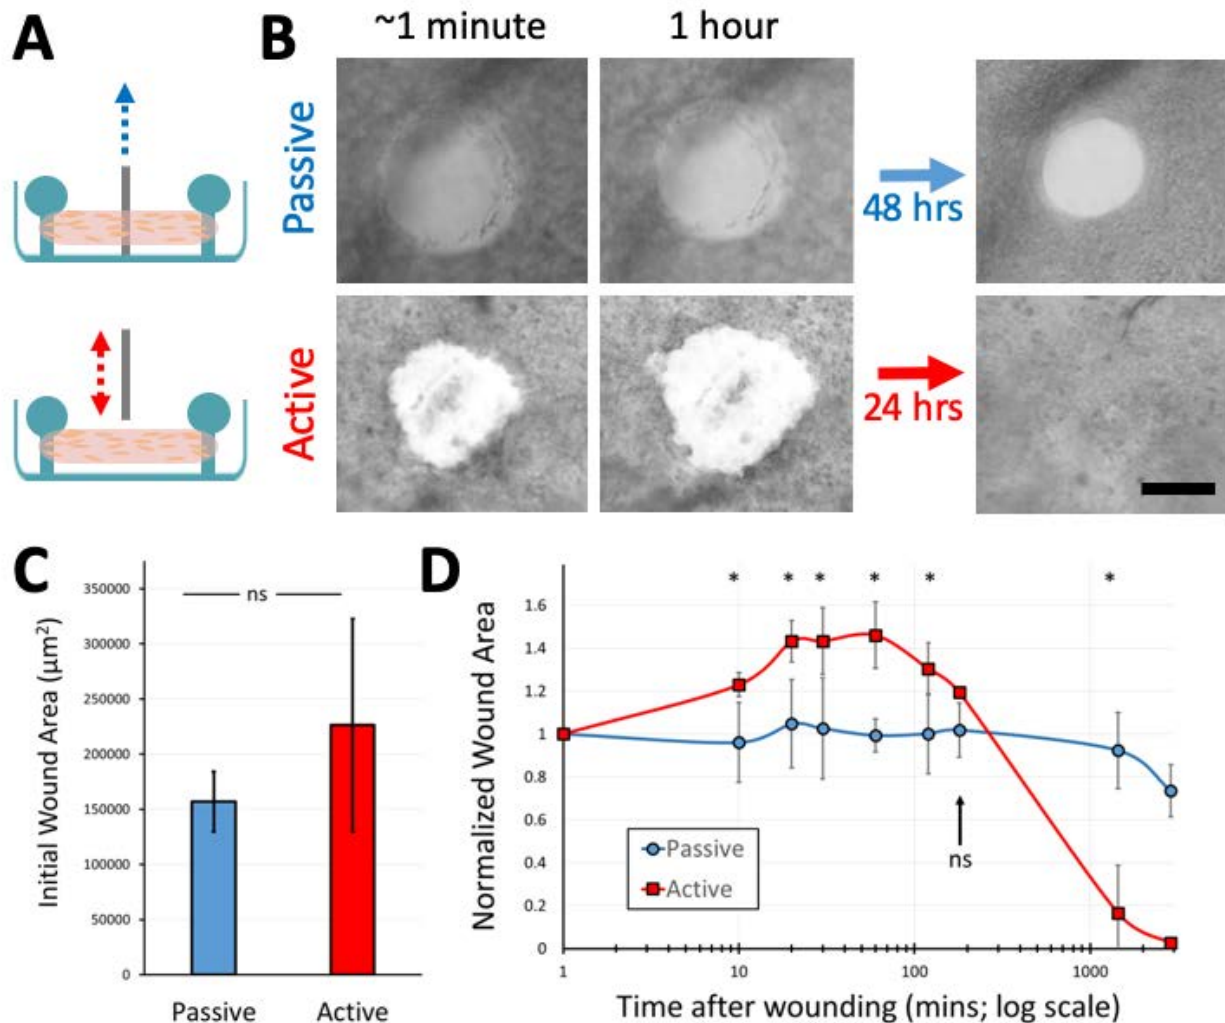 A
B
~1 minute
1 hour
Passive
48 hrs
Active
24 hrs
C
Initial Wound Area (µm²)
350000
300000
250000
200000
150000
100000
50000
0
ns
Passive
Active
D
Normalized Wound Area
1.6
1.4
1.2
1
0.8
0.6
0.4
0.2
0
* * * * * *
ns
Passive
Active
1 10 100 1000
Time after wounding (mins; log scale)